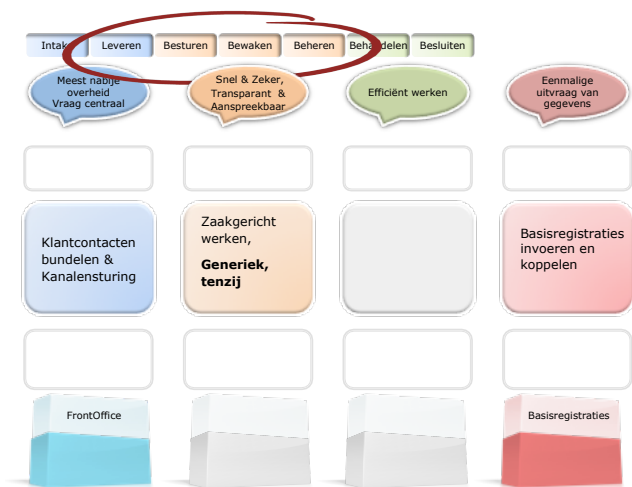 Intake Leveren Besturen Bewaken Beheren Behandelen Besluiten
Meest nabije
overheid
Vraag centraal
Snel & Zeker,
Transparant &
Aanspreekbaar
Efficiënt werken
Eenmalige
uitvraag van
gegevens
Klantcontacten
bundelen &
Kanalensturing
Zaakgericht
werken,
Generiek,
tenzij
Basisregistraties
invoeren en
koppelen
FrontOffice
Basisregistraties